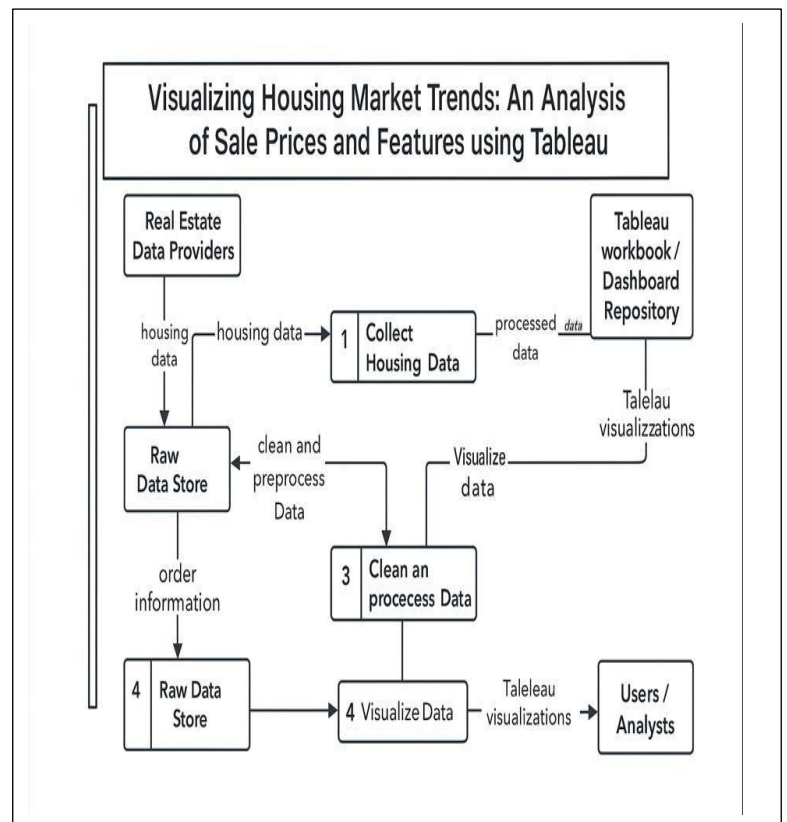 Visualizing Housing Market Trends: An Analysis
of Sale Prices and Features using Tableau
Real Estate
Data Providers
Tableau
workbook /
Dashboard
Repository
housing
data
housing data
1 Collect
Housing Data
processed data
data
Talelau
visualizzations
Raw
Data Store
clean and
preprocess
Data
Visualize
data
order
information
3 Clean an
procecess Data
4 Raw Data
Store
4 Visualize Data
Taleleau
visualizations
Users /
Analysts